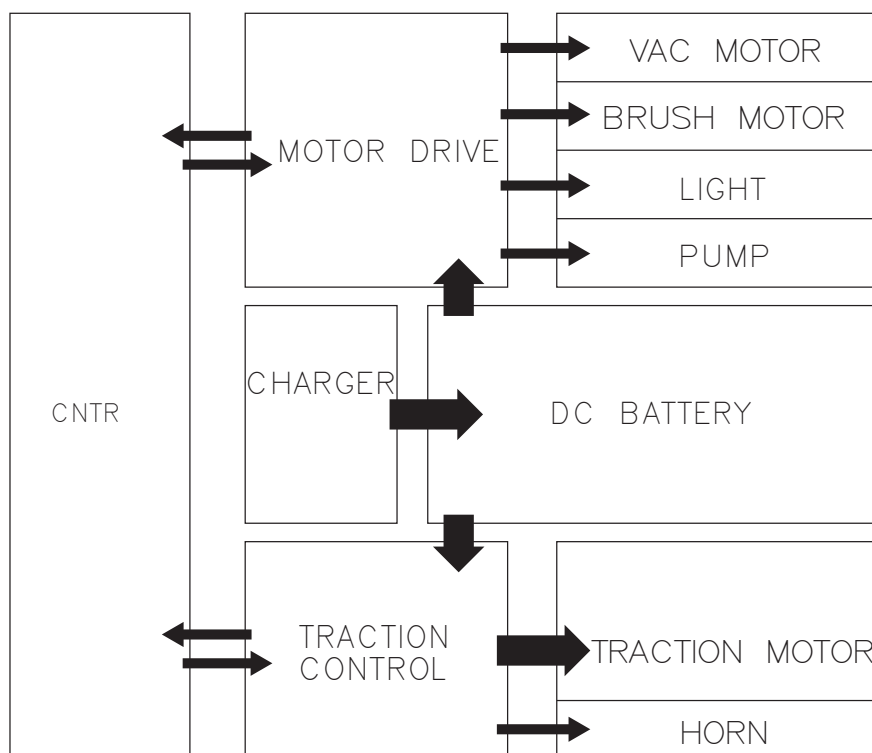 VAC MOTOR
BRUSH MOTOR
MOTOR DRIVE
LIGHT
PUMP
CHARGER
CNTR
DC BATTERY
TRACTION
CONTROL
TRACTION MOTOR
HORN